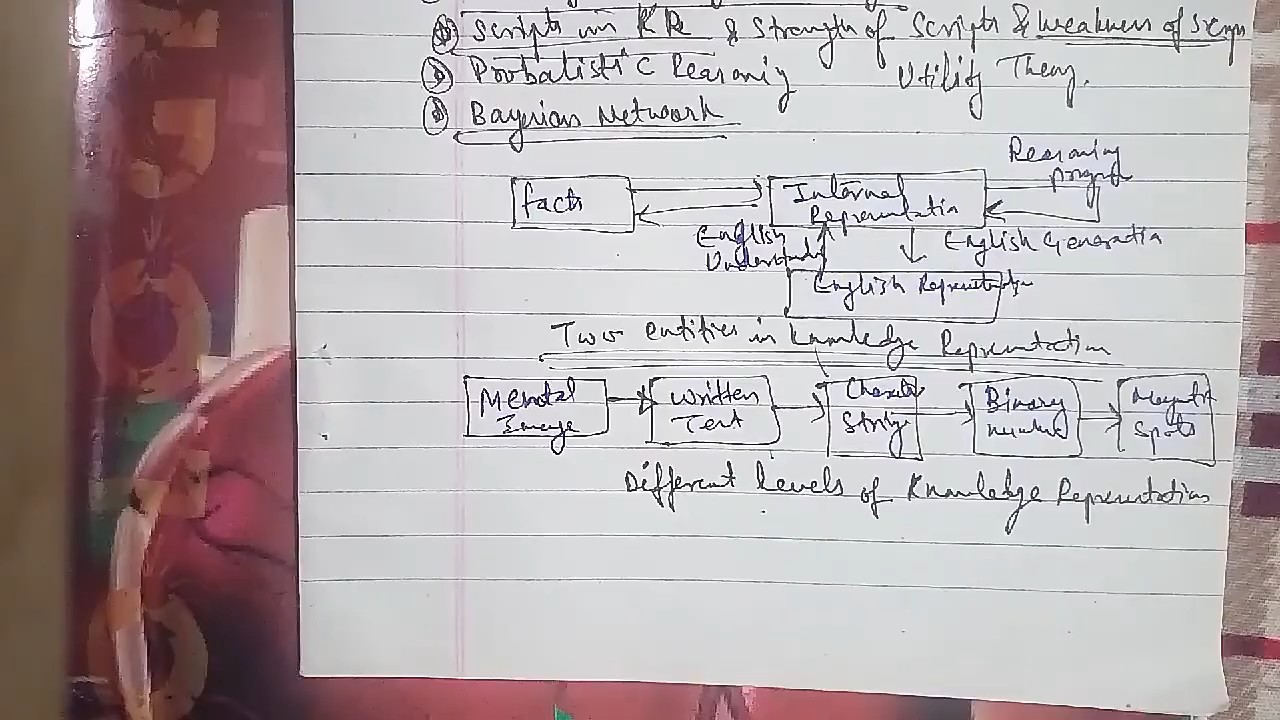 Scripts in KR & Strength of Scripts & weakness of scrip
Probalistic Reasoning Utility Theory.
Bayesian Network
facts
Internal Representation
Reasoning program
English Understanding
English Generation
English Representation
Two entities in Knowledge Representation
Mental Image
Written Text
Character String
Binary Number
Magnetic Spots
Different levels of Knowledge Representation